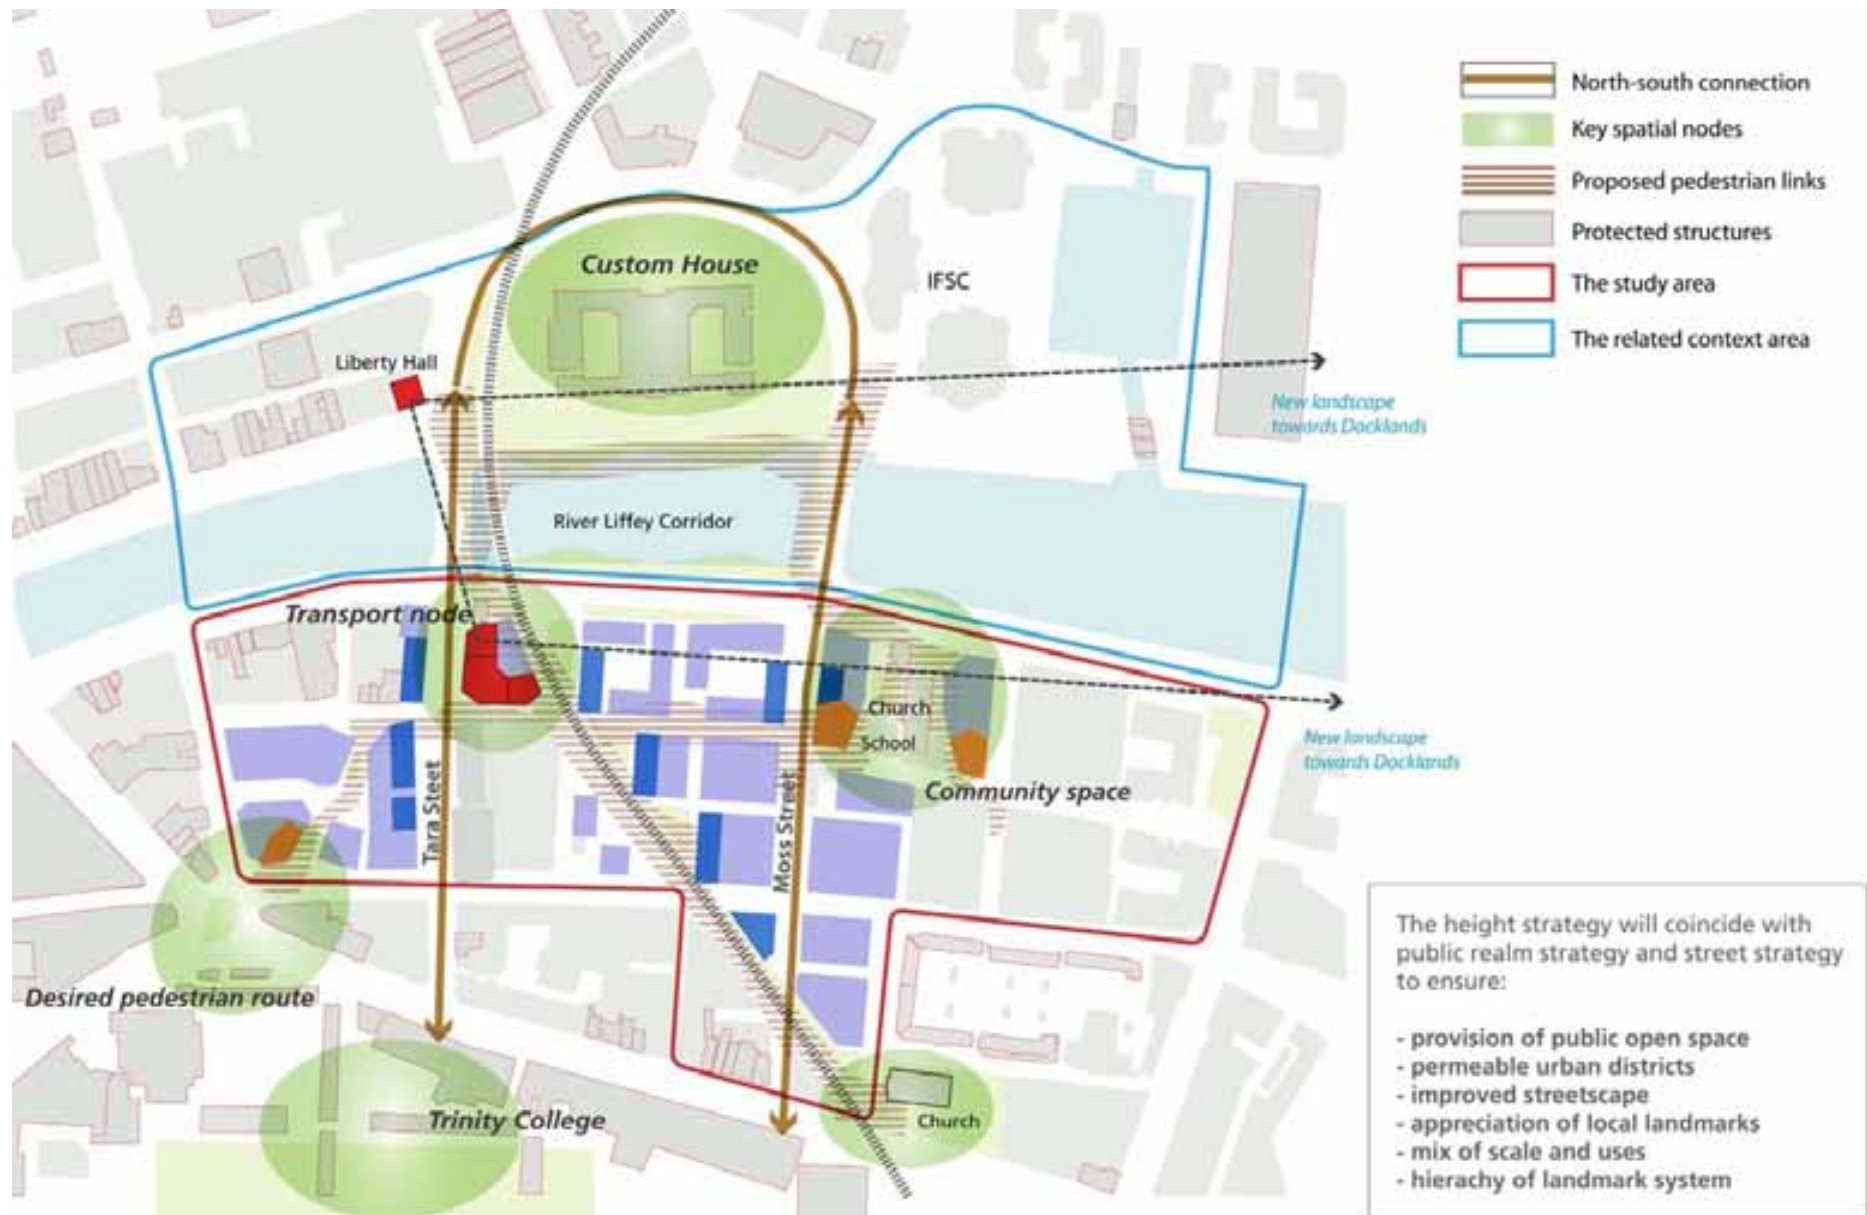 North-south connection
Key spatial nodes
Proposed pedestrian links
Protected structures
The study area
The related context area
Custom House
IFSC
Liberty Hall
New landscape
towards Docklands
River Liffey Corridor
Transport node
Church
School
New landscape
towards Docklands
Community space
Tara Steet
Moss Street
Desired pedestrian route
Trinity College
Church
The height strategy will coincide with
public realm strategy and street strategy
to ensure:
- provision of public open space
- permeable urban districts
- improved streetscape
- appreciation of local landmarks
- mix of scale and uses
- hierachy of landmark system